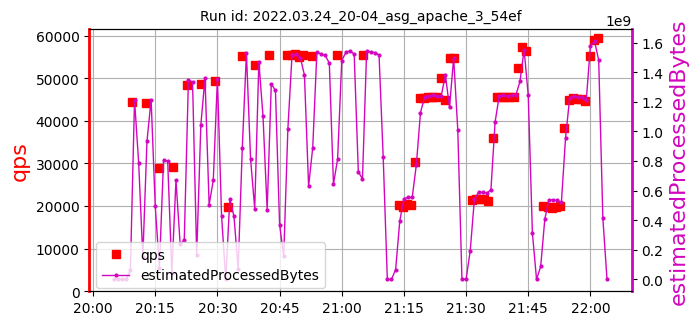 Run id: 2022.03.24_20-04_asg_apache_3_54ef
1e9
60000
50000
40000
30000
20000
10000
0
qps
1.6
1.4
1.2
1.0
0.8
0.6
0.4
0.2
0.0
estimatedProcessedBytes
qps
estimatedProcessedBytes
20:00 20:15 20:30 20:45 21:00 21:15 21:30 21:45 22:00